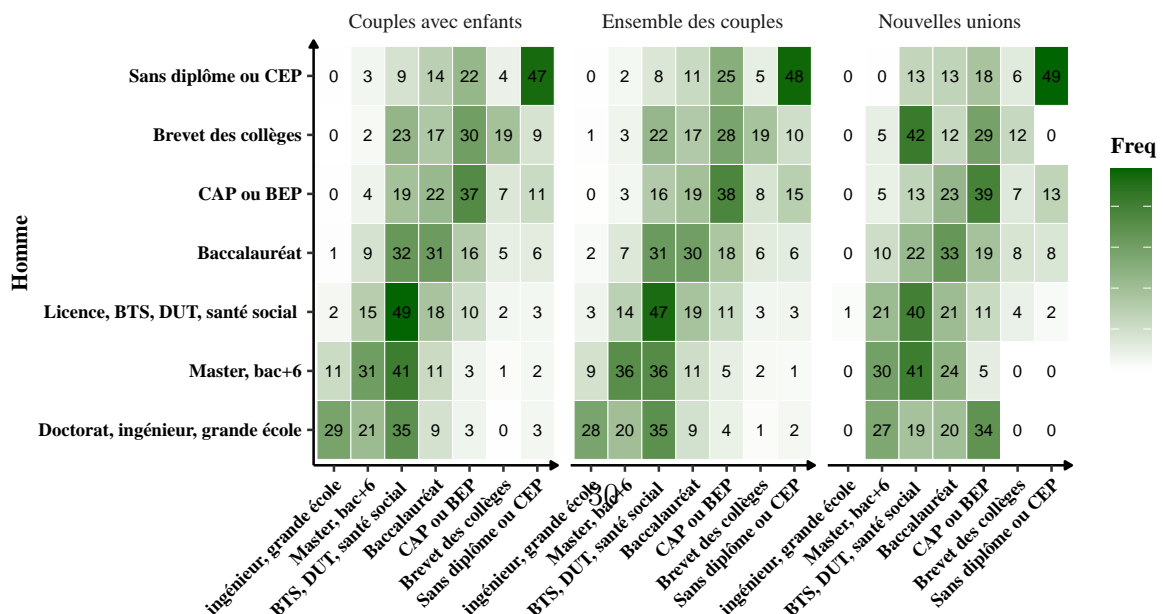 Couples avec enfants
Ensemble des couples
Nouvelles unions
Homme
Sans diplôme ou CEP 0 3 9 14 22 4 47 0 2 8 11 25 5 48 0 0 13 13 18 6 49
Brevet des collèges 0 2 23 17 30 19 9 1 3 22 17 28 19 10 0 5 42 12 29 12 0
CAP ou BEP 0 4 19 22 37 7 11 0 3 16 19 38 8 15 0 5 13 23 39 7 13
Baccalauréat 1 9 32 31 16 5 6 2 7 31 30 18 6 6 0 10 22 33 19 8 8
Licence, BTS, DUT, santé social 2 15 49 18 10 2 3 3 14 47 19 11 3 3 1 21 40 21 11 4 2
Master, bac+6 11 31 41 11 3 1 2 9 36 36 11 5 2 1 0 30 41 24 5 0 0
Doctorat, ingénieur, grande école 29 21 35 9 3 0 3 28 20 35 9 4 1 2 0 27 19 20 34 0 0
Freq
ingénieur, grande école
Master, bac+6
BTS, DUT, santé social
Baccalauréat
CAP ou BEP
Brevet des collèges
Sans diplôme ou CEP
ingénieur, grande école
Master, bac+6
BTS, DUT, santé social
Baccalauréat
CAP ou BEP
Brevet des collèges
Sans diplôme ou CEP
ingénieur, grande école
Master, bac+6
BTS, DUT, santé social
Baccalauréat
CAP ou BEP
Brevet des collèges
Sans diplôme ou CEP
30